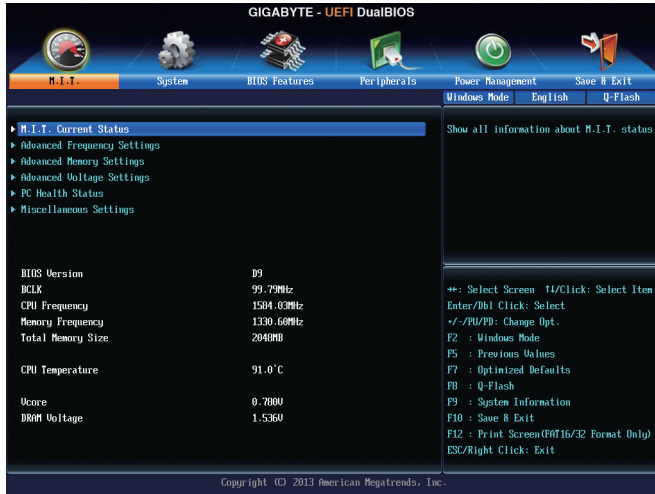 GIGABYTE - UEFI DualBIOS
M.I.T. System BIOS Features Peripherals Power Management Save & Exit
Windows Mode English Q-Flash
M.I.T. Current Status
Advanced Frequency Settings
Advanced Memory Settings
Advanced Voltage Settings
PC Health Status
Miscellaneous Settings
BIOS Version D9
BCLK 99.79MHz
CPU Frequency 1584.03MHz
Memory Frequency 1330.60MHz
Total Memory Size 2048MB
CPU Temperature 91.0°C
Vcore 0.780V
DRAM Voltage 1.536V
Show all information about M.I.T. status
↔: Select Screen ↑↓/Click: Select Item
Enter/Dbl Click: Select
+/-/PU/PD: Change Opt.
F2 : Windows Mode
F5 : Previous Values
F7 : Optimized Defaults
F8 : Q-Flash
F9 : System Information
F10 : Save & Exit
F12 : Print Screen(FAT16/32 Format Only)
ESC/Right Click: Exit
Copyright (C) 2013 American Megatrends, Inc.